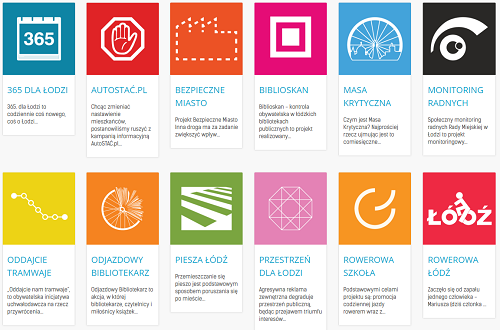 365
365 DLA ŁODZI
365. dla Łodzi to
codziennie coś nowego,
coś o Łodzi...
AUTOSTAĆ.PL
Chcąc zmieniać
nastawienie
mieszkańców,
postanowiliśmy ruszyć z
kampanią informacyjną
AutoSTAĆ.pl...
BEZPIECZNE
MIASTO
Projekt Bezpieczne Miasto
Inna droga ma za zadanie
zwiększyć wpływ...
BIBLIOSKAN
Biblioskan - kontrola
obywatelska w łódzkich
bibliotekach
publicznych to projekt
realizowany...
MASA
KRYTYCZNA
Czym jest Masa
Krytyczna? Najprościej
rzecz ujmując jest to
comiesięczne...
MONITORING
RADNYCH
Społeczny monitoring
radnych Rady Miejskiej w
Łodzi to projekt
monitoringowy...
ODDAJCIE
TRAMWAJE
„Oddajcie nam tramwaje",
to obywatelska inicjatywa
uchwałodawcza na rzecz
przywrócenia...
ODJAZDOWY
BIBLIOTEKARZ
Odjazdowy Bibliotekarz to
akcja, w której
bibliotekarze, czytelnicy i
miłośnicy książek...
PIESZA ŁÓDŹ
Przemieszczanie się
pieszo jest podstawowym
sposobem poruszania się
po mieście...
PRZESTRZEŃ
DLA ŁODZI
Agresywna reklama
zewnętrzna degraduje
przestrzeń publiczną,
będąc przejawem triumfu
interesów...
ROWEROWA
SZKOŁA
Podstawowymi celami
projektu są: promocja
codziennej jazdy
rowerem wraz z...
ŁÓDŹ
ROWEROWA
ŁÓDŹ
Zaczęło się od zapału
jednego człowieka -
Mariusza (dziś członka...